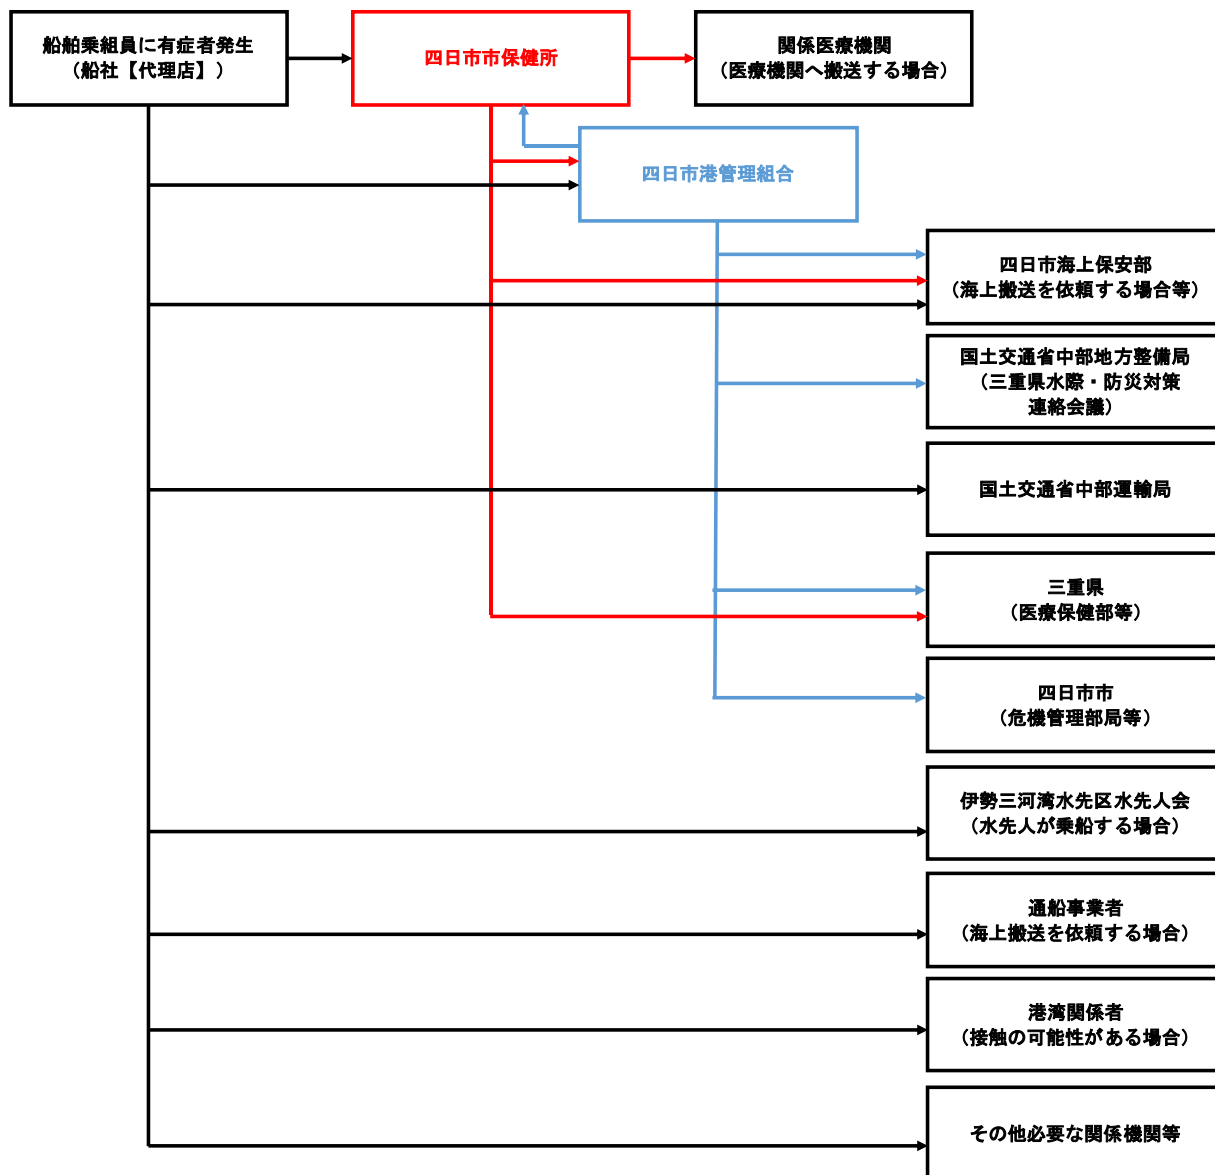 船舶乗組員に有症者発生
（船社【代理店】）
四日市市保健所
関係医療機関
（医療機関へ搬送する場合）
四日市港管理組合
四日市海上保安部
（海上搬送を依頼する場合等）
国土交通省中部地方整備局
（三重県水際・防災対策
連絡会議）
国土交通省中部運輸局
三重県
（医療保健部等）
四日市市
（危機管理部局等）
伊勢三河湾水先区水先人会
（水先人が乗船する場合）
通船事業者
（海上搬送を依頼する場合）
港湾関係者
（接触の可能性がある場合）
その他必要な関係機関等